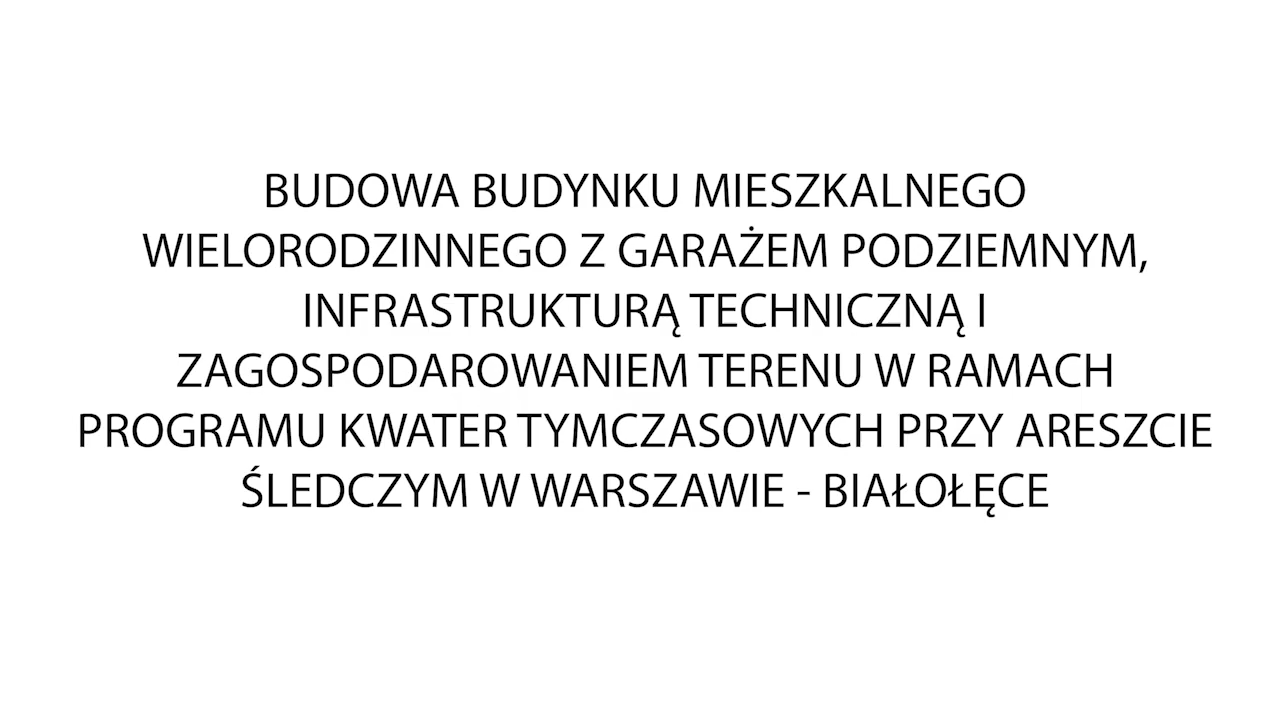 BUDOWA BUDYNKU MIESZKALNEGO
WIELORODZINNEGO Z GARAŻEM PODZIEMNYM,
INFRASTRUKTURĄ TECHNICZNĄ I
ZAGOSPODAROWANIEM TERENU W RAMACH
PROGRAMU KWATER TYMCZASOWYCH PRZY ARESZCIE
ŚLEDCZYM W WARSZAWIE - BIAŁOŁĘCE